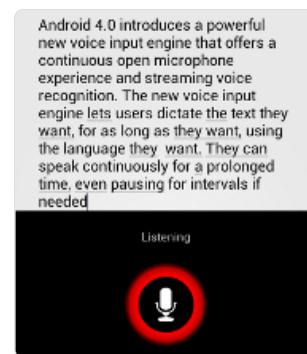 Android 4.0 introduces a powerful
new voice input engine that offers a
continuous open microphone
experience and streaming voice
recognition. The new voice input
engine lets users dictate the text they
want, for as long as they want, using
the language they  want. They can
speak continuously for a prolonged
time, even pausing for intervals if
needed
Listening